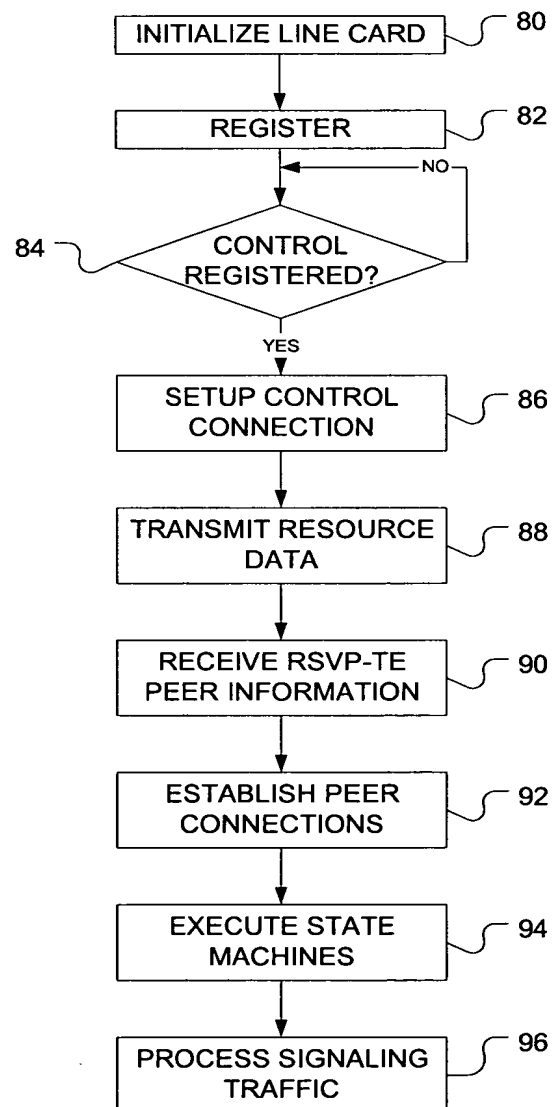 INITIALIZE LINE CARD
80
REGISTER
82
NO
84
CONTROL
REGISTERED?
YES
SETUP CONTROL
CONNECTION
86
TRANSMIT RESOURCE
DATA
88
RECEIVE RSVP-TE
PEER INFORMATION
90
ESTABLISH PEER
CONNECTIONS
92
EXECUTE STATE
MACHINES
94
PROCESS SIGNALING
TRAFFIC
96